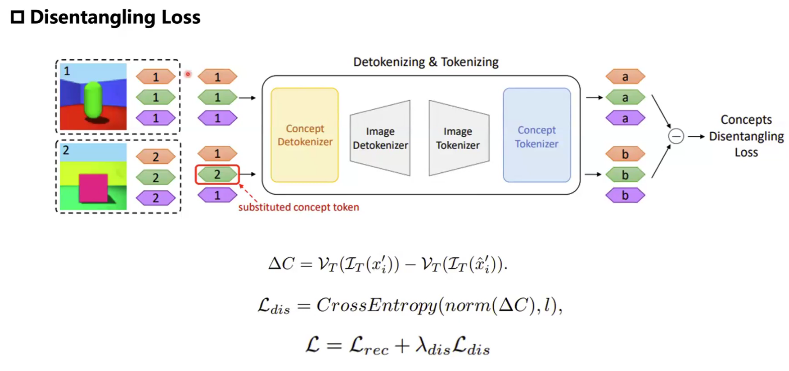 Disentangling Loss
Detokenizing & Tokenizing
1
1 1
1 1
1 1
Concept
Detokenizer
Image
Detokenizer
Image
Tokenizer
Concept
Tokenizer
a
a
a
Concepts
Disentangling
Loss
2
2 1
2 2
2 1
substituted concept token
b
b
b
ΔC = 𝒱_T(ℐ_T(x'_i)) − 𝒱_T(ℐ_T(x̂'_i)).
ℒ_dis = CrossEntropy(norm(ΔC), l),
ℒ = ℒ_rec + λ_dis ℒ_dis